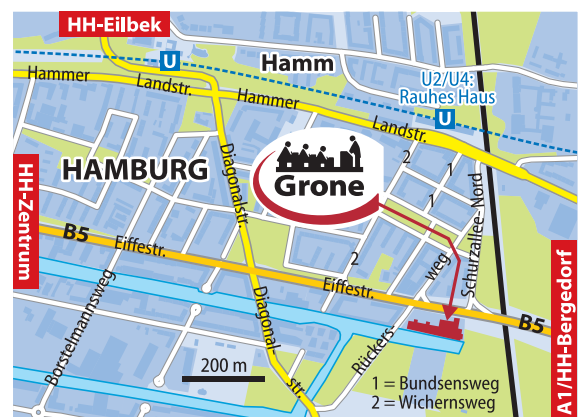 HH-Eilbek
U
Hamm
U2/U4:
Rauhes Haus
U
Hammer
Landstr.
Hammer
Landstr.
HAMBURG
Diagonalstr.
Grone
2
1
1
2
HH-Zentrum
B5
Eiffestr.
Eiffestr.
B5
Schurzallee-Nord
Rückers-
weg
Borstelmannsweg
Diagonal-
str.
200 m
1 = Bundsensweg
2 = Wichernsweg
A1/HH-Bergedorf